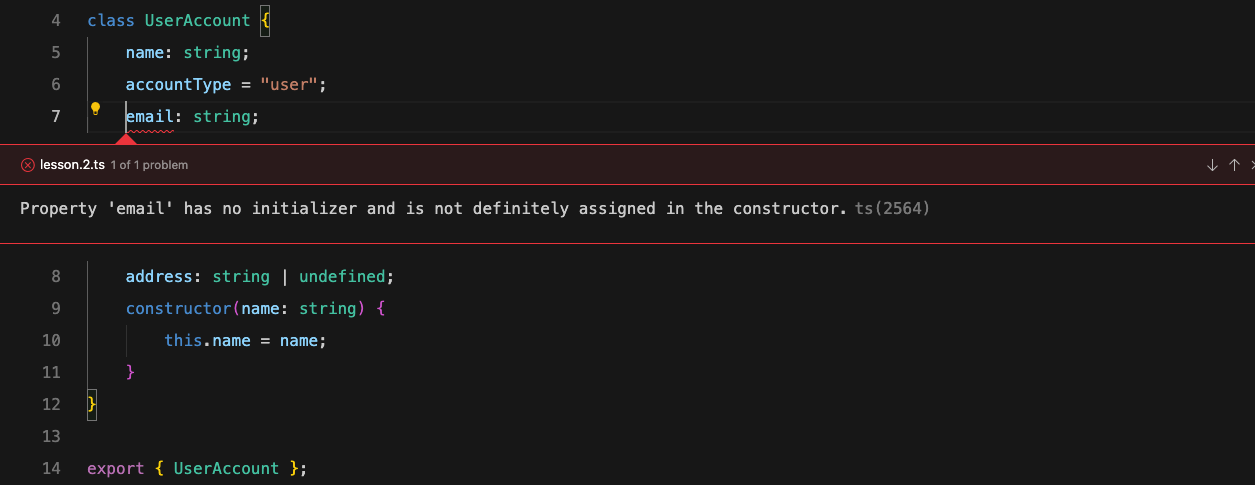 4 class UserAccount {
5 name: string;
6 accountType = "user";
7 email: string;
lesson.2.ts 1 of 1 problem
Property 'email' has no initializer and is not definitely assigned in the constructor. ts(2564)
8 address: string | undefined;
9 constructor(name: string) {
10 this.name = name;
11 }
12 }
13
14 export { UserAccount };